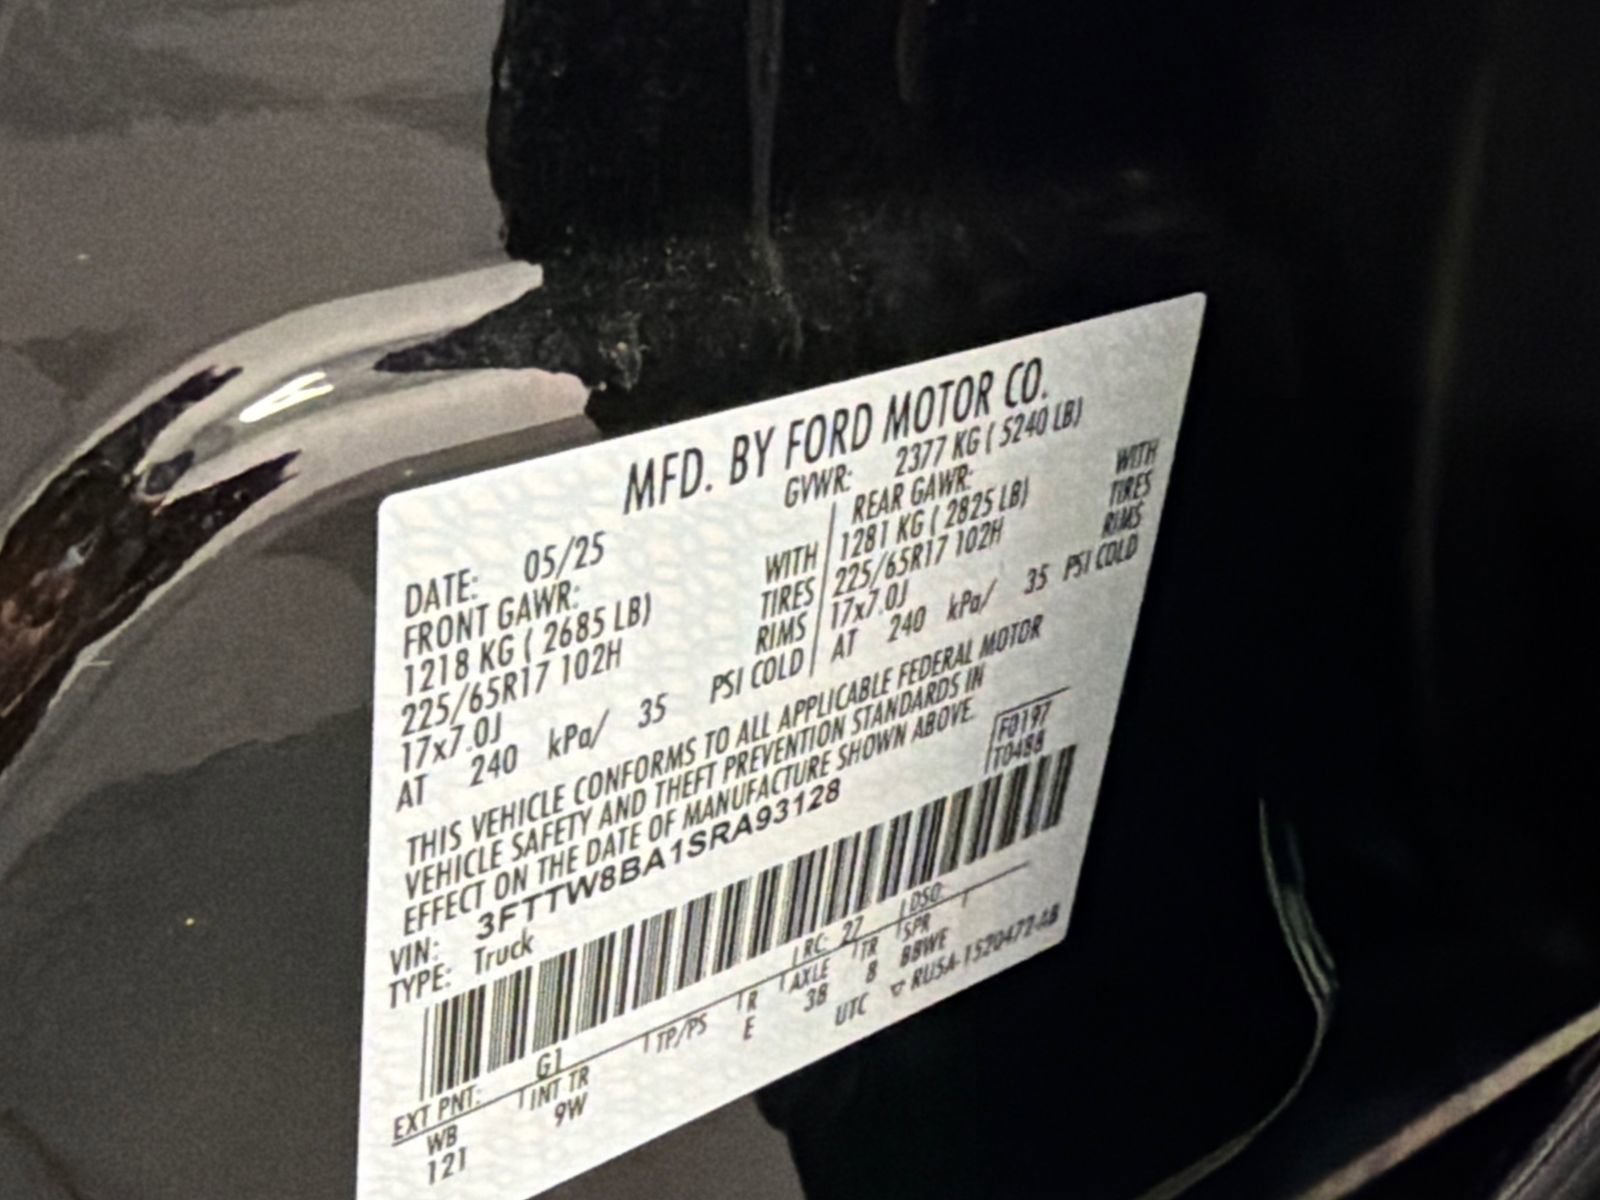 MFD. BY FORD MOTOR CO.
DATE: 05/25 GVWR: 2377 KG ( 5240 LB)
FRONT GAWR: REAR GAWR:
1218 KG ( 2685 LB) WITH 1281 KG ( 2825 LB) WITH
225/65R17 102H TIRES 225/65R17 102H TIRES
17x7.0J RIMS 17x7.0J RIMS
AT 240 kPa/ 35 PSI COLD AT 240 kPa/ 35 PSI COLD
THIS VEHICLE CONFORMS TO ALL APPLICABLE FEDERAL MOTOR
VEHICLE SAFETY AND THEFT PREVENTION STANDARDS IN
EFFECT ON THE DATE OF MANUFACTURE SHOWN ABOVE.
VIN: 3FTTW8BA1SRA93128 F0197
TYPE: Truck T0488
EXT PNT: G1 RC: 27 DSO:
WB INT TR TP/PS R AXLE TR SPR
121 9W E 38 8 BBWE
UTC ▽ RU5A-1520472-AB